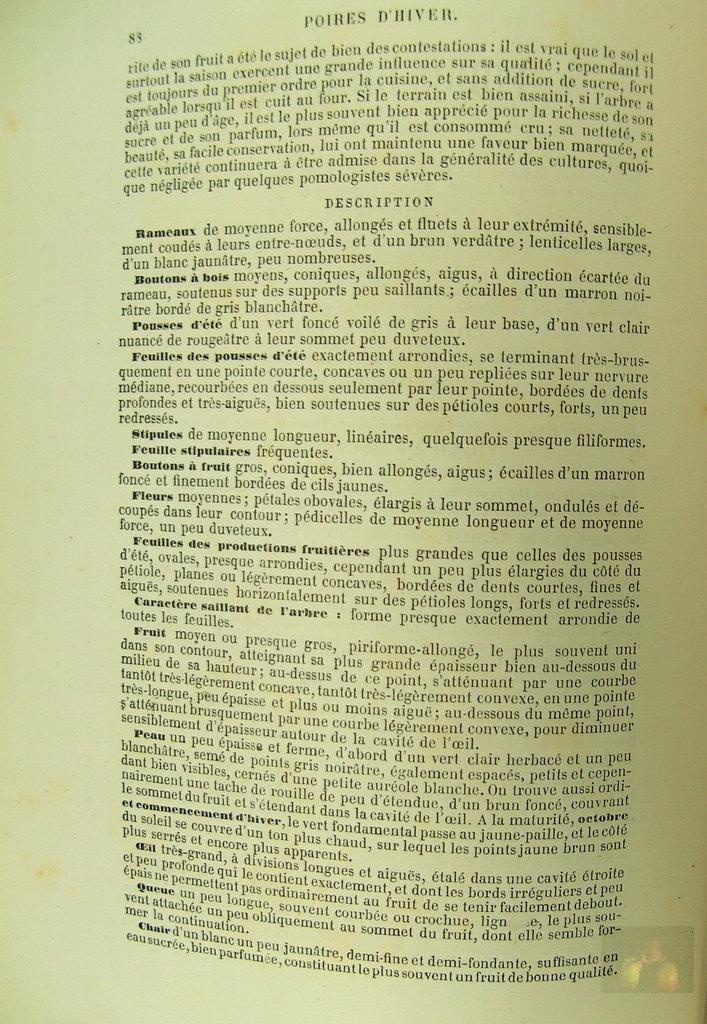 88
POIRES D'HIVER.
rite de son fruit a été le sujet de bien des contestations : il est vrai que le sol et
surtout la saison exercent une grande influence sur sa qualité ; cependant il
est toujours du premier ordre pour la cuisine, et sans addition de sucre, fort
agréable lorsqu'il est cuit au four. Si le terrain est bien assaini, si l'arbre a
déjà un peu d'âge, il est le plus souvent bien apprécié pour la richesse de son
sucre et de son parfum, lors même qu'il est consommé cru ; sa netteté, sa
beauté, sa facile conservation, lui ont maintenu une faveur bien marquée, et
cette variété continuera à être admise dans la généralité des cultures, quoi-
que négligée par quelques pomologistes sévères.
DESCRIPTION
Rameaux de moyenne force, allongés et fluets à leur extrémité, sensible-
ment coudés à leurs entre-nœuds, et d'un brun verdâtre ; lenticelles larges,
d'un blanc jaunâtre, peu nombreuses.
Boutons à bois moyens, coniques, allongés, aigus, à direction écartée du
rameau, soutenus sur des supports peu saillants ; écailles d'un marron noi-
râtre bordé de gris blanchâtre.
Pousses d'été d'un vert foncé voilé de gris à leur base, d'un vert clair
nuancé de rougeâtre à leur sommet peu duveteux.
Feuilles des pousses d'été exactement arrondies, se terminant très-brus-
quement en une pointe courte, concaves ou un peu repliées sur leur nervure
médiane, recourbées en dessous seulement par leur pointe, bordées de dents
profondes et très-aiguës, bien soutenues sur des pétioles courts, forts, un peu
redressés.
Stipules de moyenne longueur, linéaires, quelquefois presque filiformes.
Feuille stipulaires fréquentes.
Boutons à fruit gros, coniques, bien allongés, aigus ; écailles d'un marron
foncé et finement bordées de cils jaunes.
Fleurs moyennes ; pétales obovales, élargis à leur sommet, ondulés et dé-
coupés dans leur contour ; pédicelles de moyenne longueur et de moyenne
force, un peu duveteux.
Feuilles des productions fruitières plus grandes que celles des pousses
d'été, ovales, presque arrondies, cependant un peu plus élargies du côté du
pétiole, planes ou légèrement concaves, bordées de dents courtes, fines et
aiguës, soutenues horizontalement sur des pétioles longs, forts et redressés.
Caractère saillant de l'arbre : forme presque exactement arrondie de
toutes les feuilles.
Fruit moyen ou presque gros, piriforme-allongé, le plus souvent uni
dans son contour, atteignant sa plus grande épaisseur bien au-dessous du
milieu de sa hauteur ; au-dessus de ce point, s'atténuant par une courbe
tantôt très-légèrement concave, tantôt très-légèrement convexe, en une pointe
très-longue, peu épaisse et plus ou moins aiguë ; au-dessous du même point,
s'atténuant brusquement par une courbe légèrement convexe, pour diminuer
sensiblement d'épaisseur autour de la cavité de l'œil.
Peau un peu épaisse et ferme, d'abord d'un vert clair herbacé et un peu
blanchâtre, semé de points gris noirâtre, également espacés, petits et cepen-
dant bien visibles, cernés d'une petite auréole blanche. On trouve aussi ordi-
nairement une tache de rouille de peu d'étendue, d'un brun foncé, couvrant
le sommet du fruit et s'étendant dans la cavité de l'œil. A la maturité, octobre
et commencement d'hiver, le vert fondamental passe au jaune-paille, et le côté
du soleil se couvre d'un ton plus chaud, sur lequel les points jaune brun sont
plus serrés et encore plus apparents.
Œil très-grand, à divisions longues et aiguës, étalé dans une cavité étroite
et peu profonde qui le contient exactement, et dont les bords irréguliers et peu
épais ne permettent pas ordinairement au fruit de se tenir facilement debout.
Queue un peu longue, souvent courbée ou crochue, le plus sou-
vent attachée un peu obliquement au sommet du fruit, dont elle semble for-
mer la continuation.
Chair d'un blanc un peu jaunâtre, demi-fine et demi-fondante, suffisante en
eau sucrée, bien parfumée, constituant le plus souvent un fruit de bonne qualité.